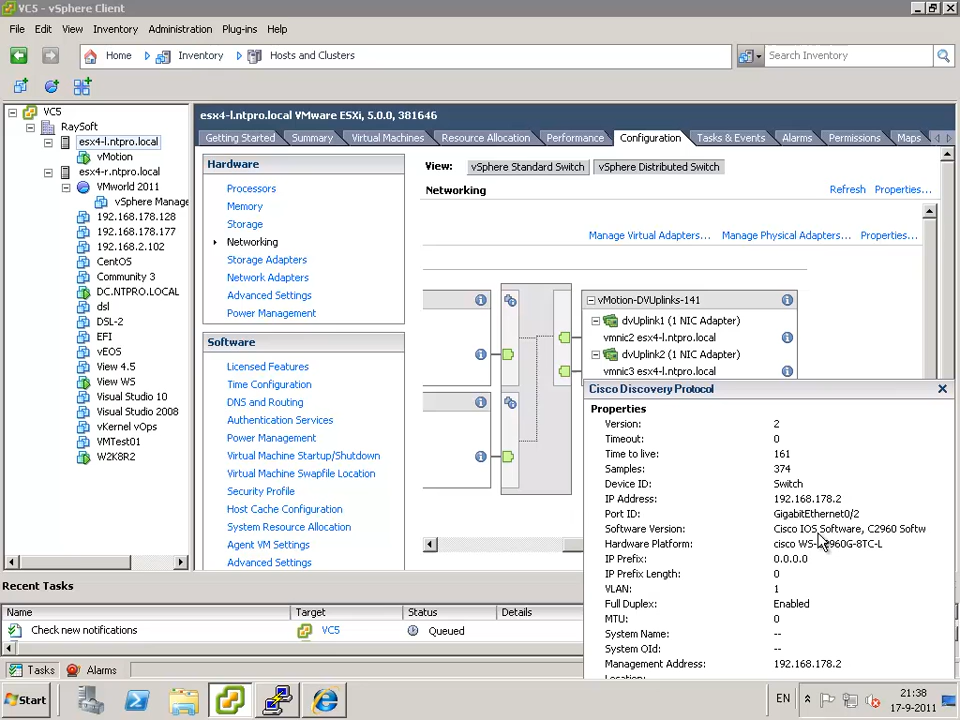 VC5 - vSphere Client
File Edit View Inventory Administration Plug-ins Help
Home Inventory Hosts and Clusters Search Inventory
VC5
RaySoft
esx4-l.ntpro.local
vMotion
esx4-r.ntpro.local
VMworld 2011
vSphere Manage
192.168.178.128
192.168.178.177
192.168.2.102
CentOS
Community 3
DC.NTPRO.LOCAL
dsl
DSL-2
EFI
vEOS
View 4.5
View WS
Visual Studio 10
Visual Studio 2008
vKernel vOps
VMTest01
W2K8R2
esx4-l.ntpro.local VMware ESXi, 5.0.0, 381646
Getting Started Summary Virtual Machines Resource Allocation Performance Configuration Tasks & Events Alarms Permissions Maps
Hardware
Processors
Memory
Storage
Networking
Storage Adapters
Network Adapters
Advanced Settings
Power Management
Software
Licensed Features
Time Configuration
DNS and Routing
Authentication Services
Power Management
Virtual Machine Startup/Shutdown
Virtual Machine Swapfile Location
Security Profile
Host Cache Configuration
System Resource Allocation
Agent VM Settings
Advanced Settings
View: vSphere Standard Switch vSphere Distributed Switch
Networking Refresh Properties...
Manage Virtual Adapters... Manage Physical Adapters... Properties...
vMotion-DVUplinks-141
dvUplink1 (1 NIC Adapter)
vmnic2 esx4-l.ntpro.local
dvUplink2 (1 NIC Adapter)
vmnic3 esx4-l.ntpro.local
Cisco Discovery Protocol
Properties
Version: 2
Timeout: 0
Time to live: 161
Samples: 374
Device ID: Switch
IP Address: 192.168.178.2
Port ID: GigabitEthernet0/2
Software Version: Cisco IOS Software, C2960 Softw
Hardware Platform: cisco WS-C2960G-8TC-L
IP Prefix: 0.0.0.0
IP Prefix Length: 0
VLAN: 1
Full Duplex: Enabled
MTU: 0
System Name: --
System OId: --
Management Address: 192.168.178.2
Location:
Recent Tasks
Name Target Status Details
Check new notifications VC5 Queued
Tasks Alarms
Start EN 21:38
17-9-2011